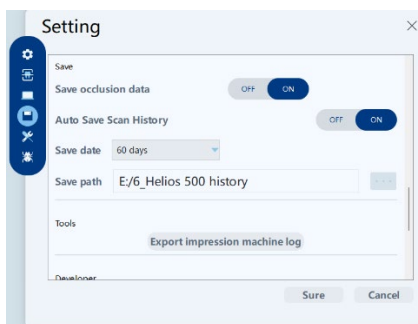 Setting
Save
Save occlusion data OFF ON
Auto Save Scan History OFF ON
Save date 60 days
Save path E:/6_Helios 500 history ...
Tools
Export impression machine log
Developer
Sure Cancel